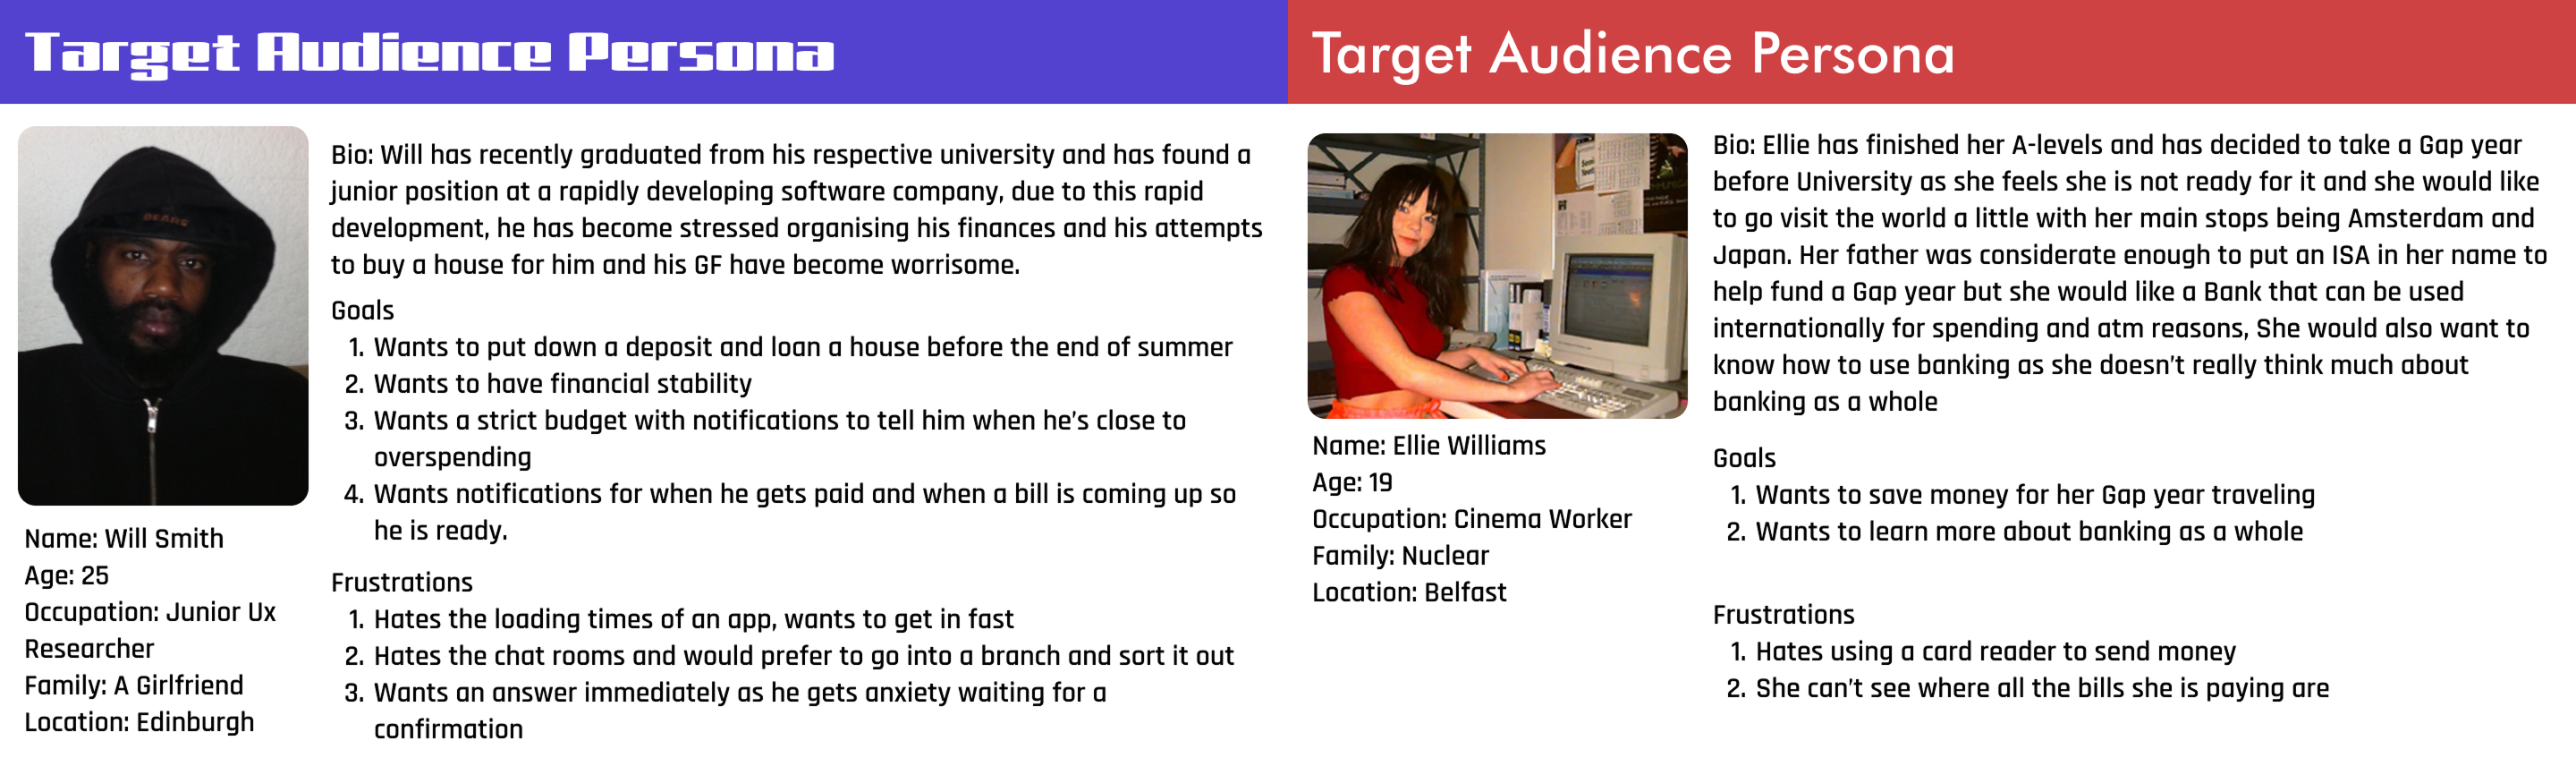 Target Audience Persona
BEARS
Name: Will Smith
Age: 25
Occupation: Junior Ux
Researcher
Family: A Girlfriend
Location: Edinburgh
Bio: Will has recently graduated from his respective university and has found a
junior position at a rapidly developing software company, due to this rapid
development, he has become stressed organising his finances and his attempts
to buy a house for him and his GF have become worrisome.
Goals
1. Wants to put down a deposit and loan a house before the end of summer
2. Wants to have financial stability
3. Wants a strict budget with notifications to tell him when he's close to
overspending
4. Wants notifications for when he gets paid and when a bill is coming up so
he is ready.
Frustrations
1. Hates the loading times of an app, wants to get in fast
2. Hates the chat rooms and would prefer to go into a branch and sort it out
3. Wants an answer immediately as he gets anxiety waiting for a
confirmation
Target Audience Persona
Name: Ellie Williams
Age: 19
Occupation: Cinema Worker
Family: Nuclear
Location: Belfast
Bio: Ellie has finished her A-levels and has decided to take a Gap year
before University as she feels she is not ready for it and she would like
to go visit the world a little with her main stops being Amsterdam and
Japan. Her father was considerate enough to put an ISA in her name to
help fund a Gap year but she would like a Bank that can be used
internationally for spending and atm reasons, She would also want to
know how to use banking as she doesn't really think much about
banking as a whole
Goals
1. Wants to save money for her Gap year traveling
2. Wants to learn more about banking as a whole
Frustrations
1. Hates using a card reader to send money
2. She can't see where all the bills she is paying are